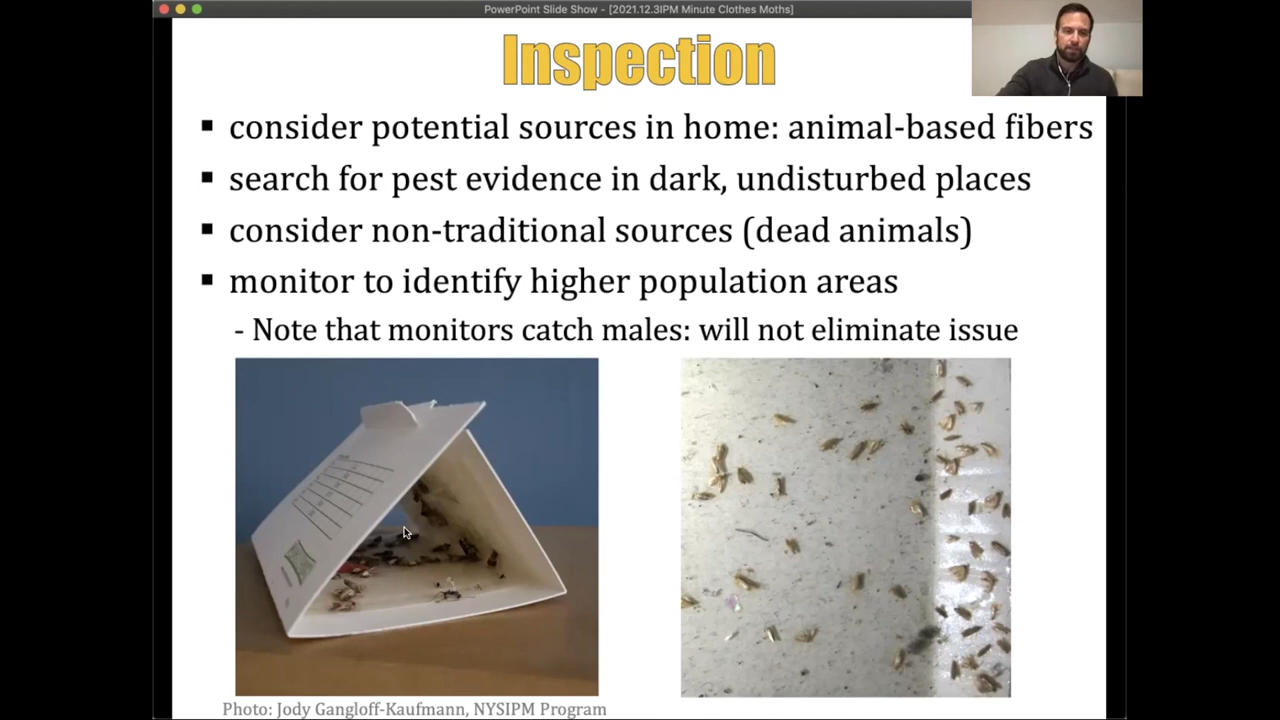 PowerPoint Slide Show - [2021.12.3IPM Minute Clothes Moths]
Inspection
▪ consider potential sources in home: animal-based fibers
▪ search for pest evidence in dark, undisturbed places
▪ consider non-traditional sources (dead animals)
▪ monitor to identify higher population areas
- Note that monitors catch males: will not eliminate issue
Photo: Jody Gangloff-Kaufmann, NYSIPM Program